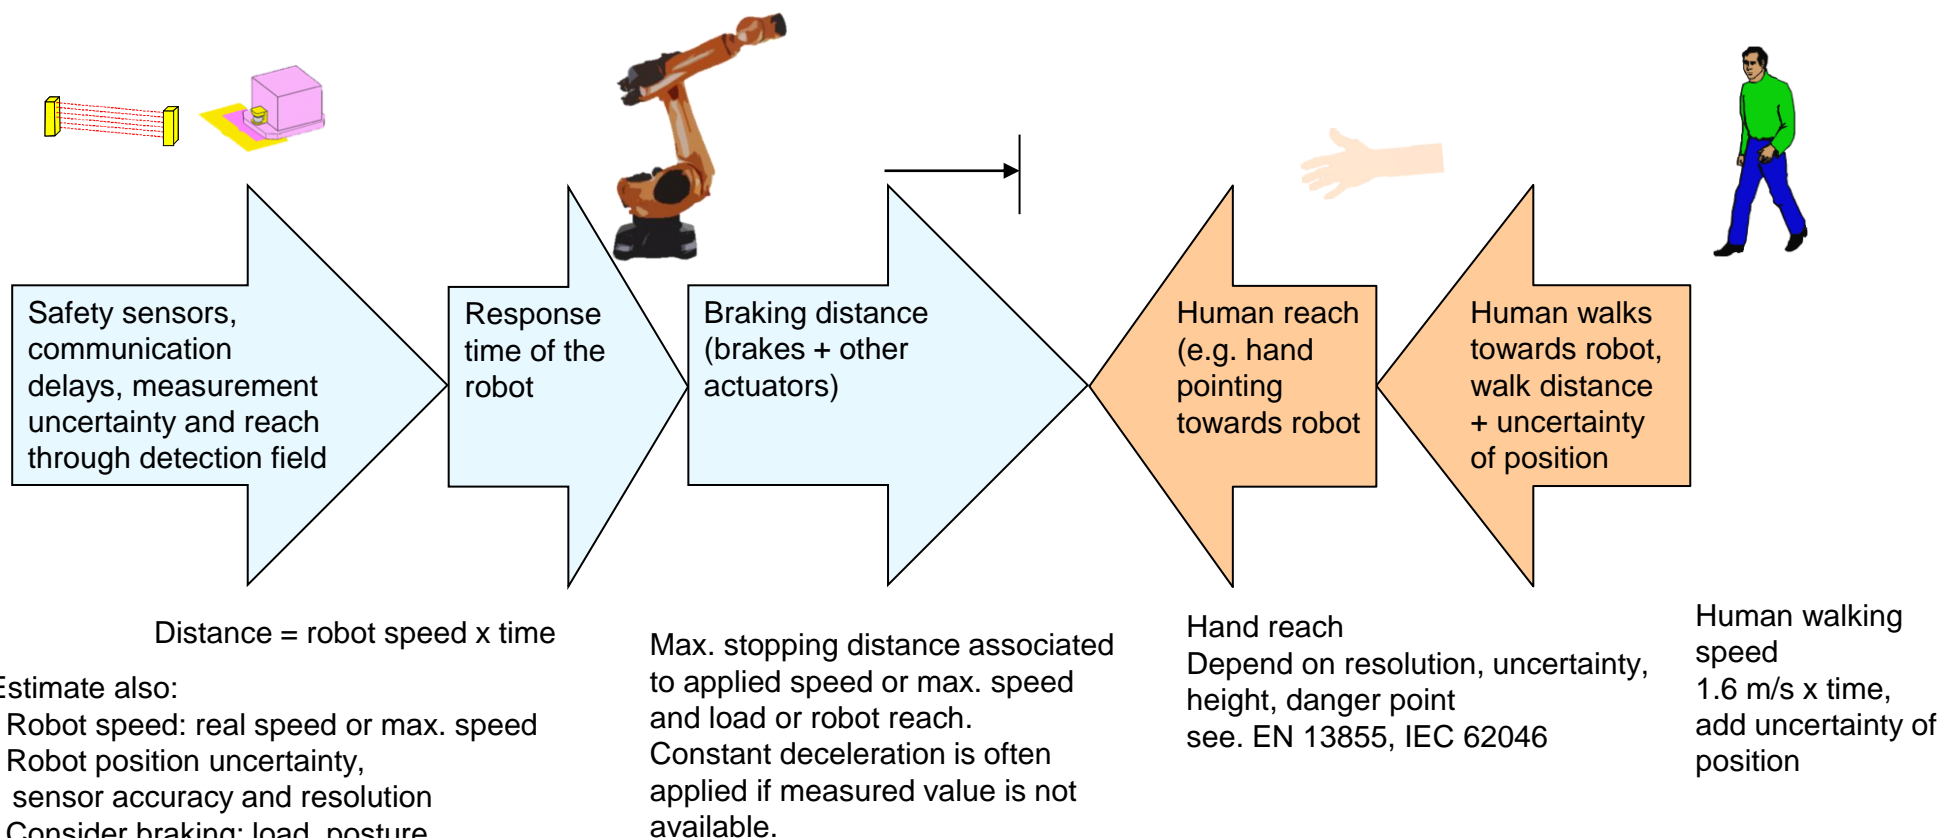 Safety sensors,
communication
delays, measurement
uncertainty and reach
through detection field
Response
time of the
robot
Braking distance
(brakes + other
actuators)
Human reach
(e.g. hand
pointing
towards robot
Human walks
towards robot,
walk distance
+ uncertainty
of position
Distance = robot speed x time
Estimate also:
Robot speed: real speed or max. speed
Robot position uncertainty,
sensor accuracy and resolution
Consider braking: load, posture
Max. stopping distance associated
to applied speed or max. speed
and load or robot reach.
Constant deceleration is often
applied if measured value is not
available.
Hand reach
Depend on resolution, uncertainty,
height, danger point
see. EN 13855, IEC 62046
Human walking
speed
1.6 m/s x time,
add uncertainty of
position